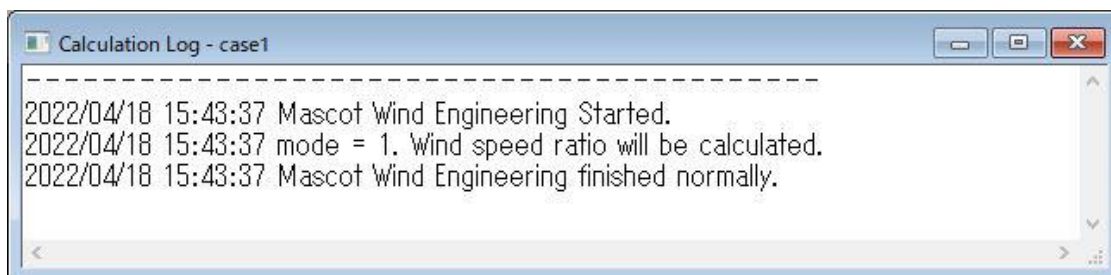 Calculation Log - case1
------------------------------------------
2022/04/18 15:43:37 Mascot Wind Engineering Started.
2022/04/18 15:43:37 mode = 1. Wind speed ratio will be calculated.
2022/04/18 15:43:37 Mascot Wind Engineering finished normally.